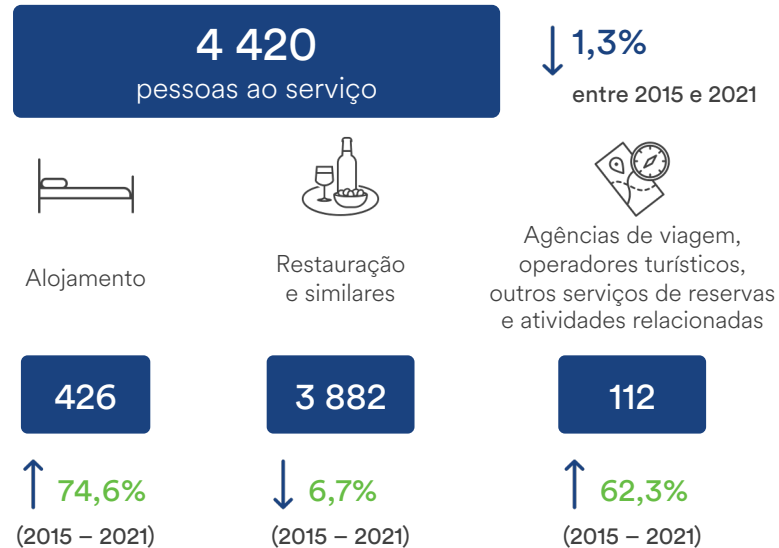 4 420
pessoas ao serviço
1,3%
entre 2015 e 2021
Alojamento
Restauração
e similares
Agências de viagem,
operadores turísticos,
outros serviços de reservas
e atividades relacionadas
426
3 882
112
74,6%
(2015 – 2021)
6,7%
(2015 – 2021)
62,3%
(2015 – 2021)